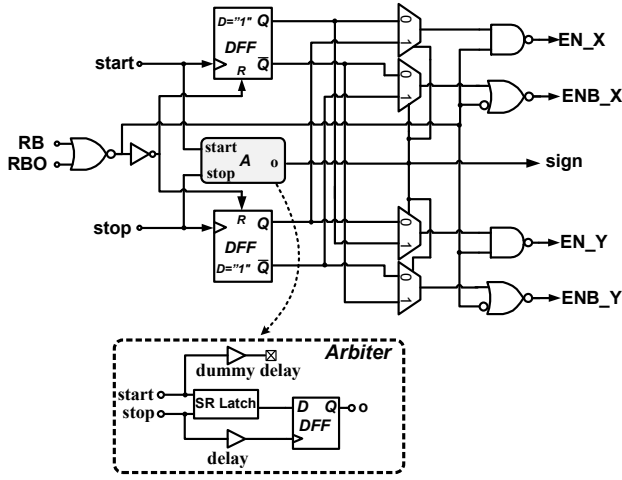 D="1" Q
DFF
Q
R
start
0
1
EN_X
0
1
ENB_X
RB
RBO
start
A
o
stop
sign
R
Q
stop
DFF
D="1" Q
0
1
EN_Y
0
1
ENB_Y
Arbiter
dummy delay
start
stop
SR Latch
D Q
DFF
o
delay